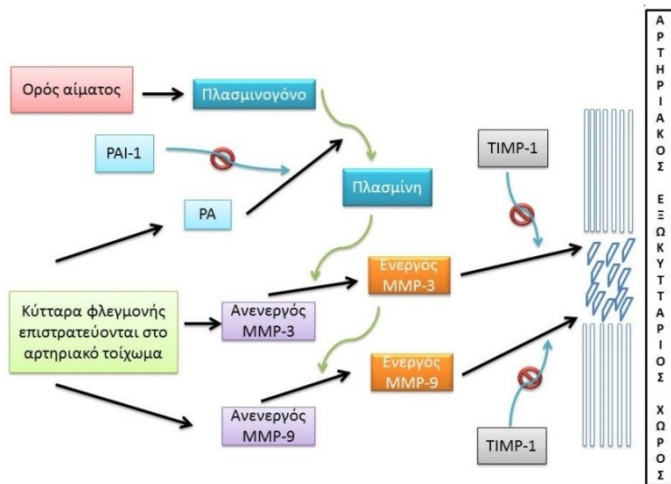 Ορός αίματος
Πλασμινογόνο
PAI-1
PA
Πλασμίνη
TIMP-1
Κύτταρα φλεγμονής
επιστρατεύονται στο
αρτηριακό τοίχωμα
Ανενεργός
MMP-3
Ενεργός
MMP-3
Ανενεργός
MMP-9
Ενεργός
MMP-9
TIMP-1
ΑΡΤΗΡΙΑΚΟΣ ΕΞΩΚΥΤΤΑΡΙΟΣ ΧΩΡΟΣ